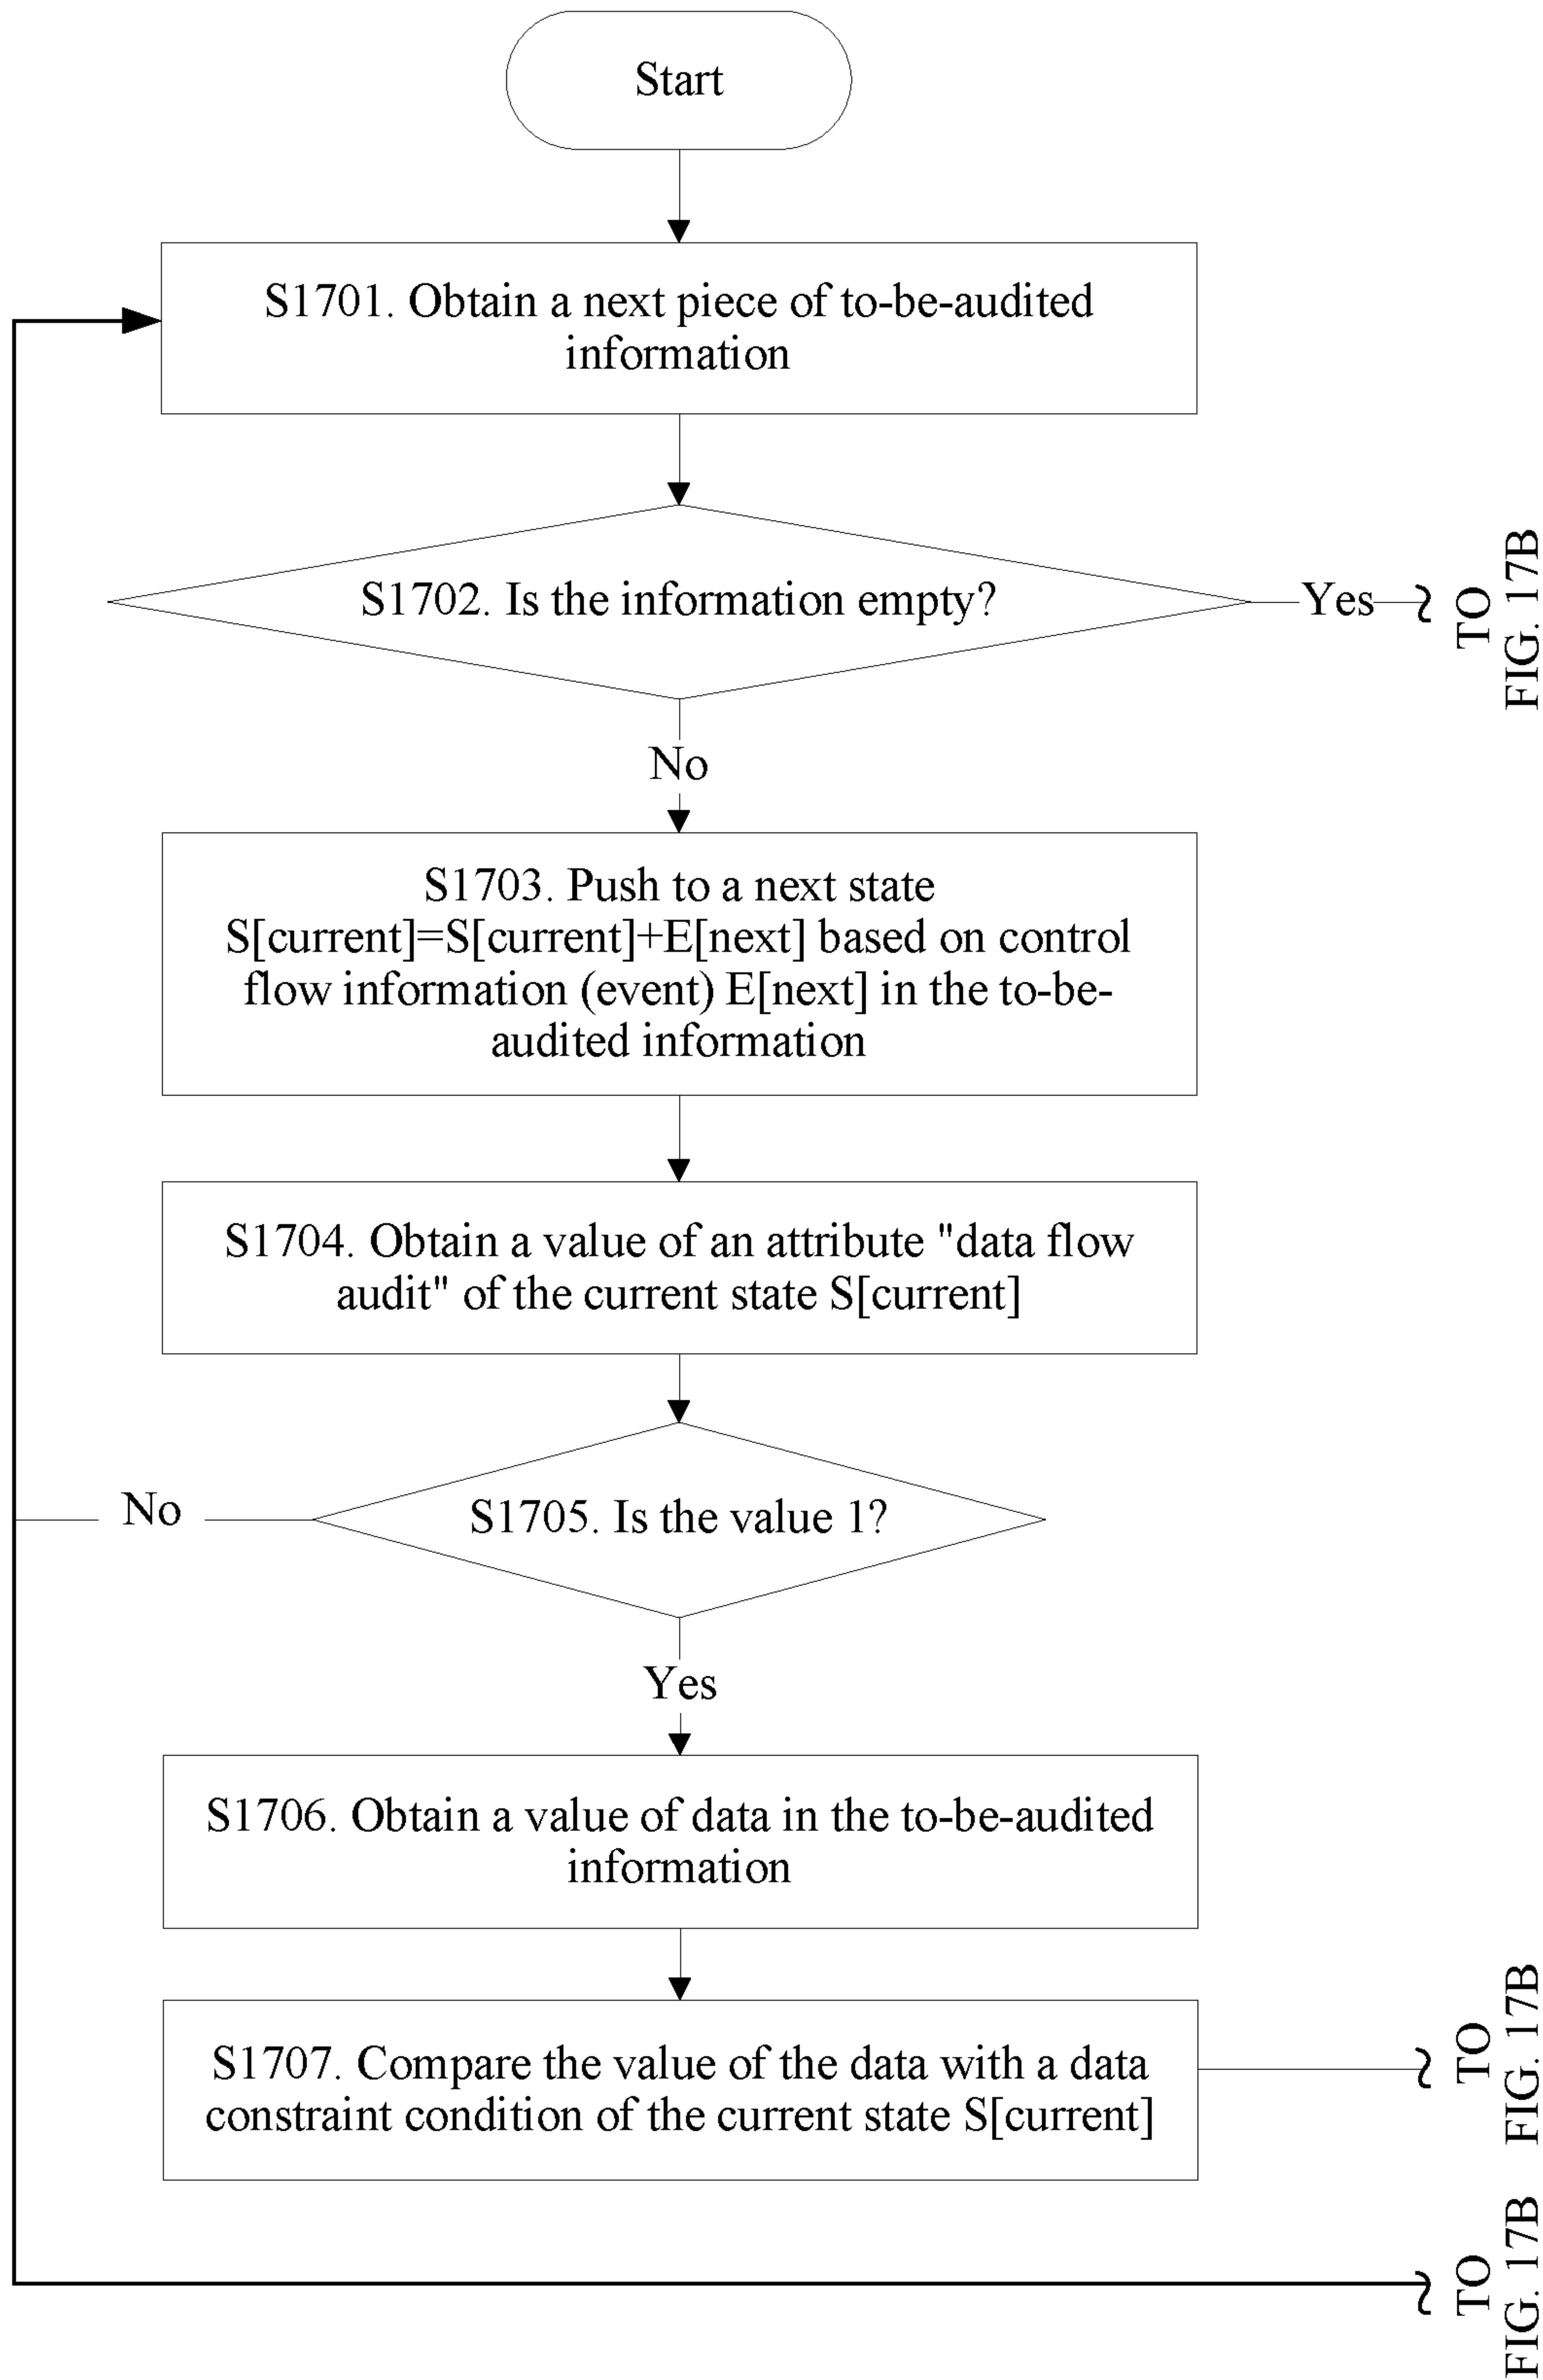 Start
S1701. Obtain a next piece of to-be-audited
information
S1702. Is the information empty?
Yes
TO
FIG. 17B
No
S1703. Push to a next state
S[current]=S[current]+E[next] based on control
flow information (event) E[next] in the to-be-
audited information
S1704. Obtain a value of an attribute "data flow
audit" of the current state S[current]
No
S1705. Is the value 1?
Yes
S1706. Obtain a value of data in the to-be-audited
information
S1707. Compare the value of the data with a data
constraint condition of the current state S[current]
TO
FIG. 17B
TO
FIG. 17B